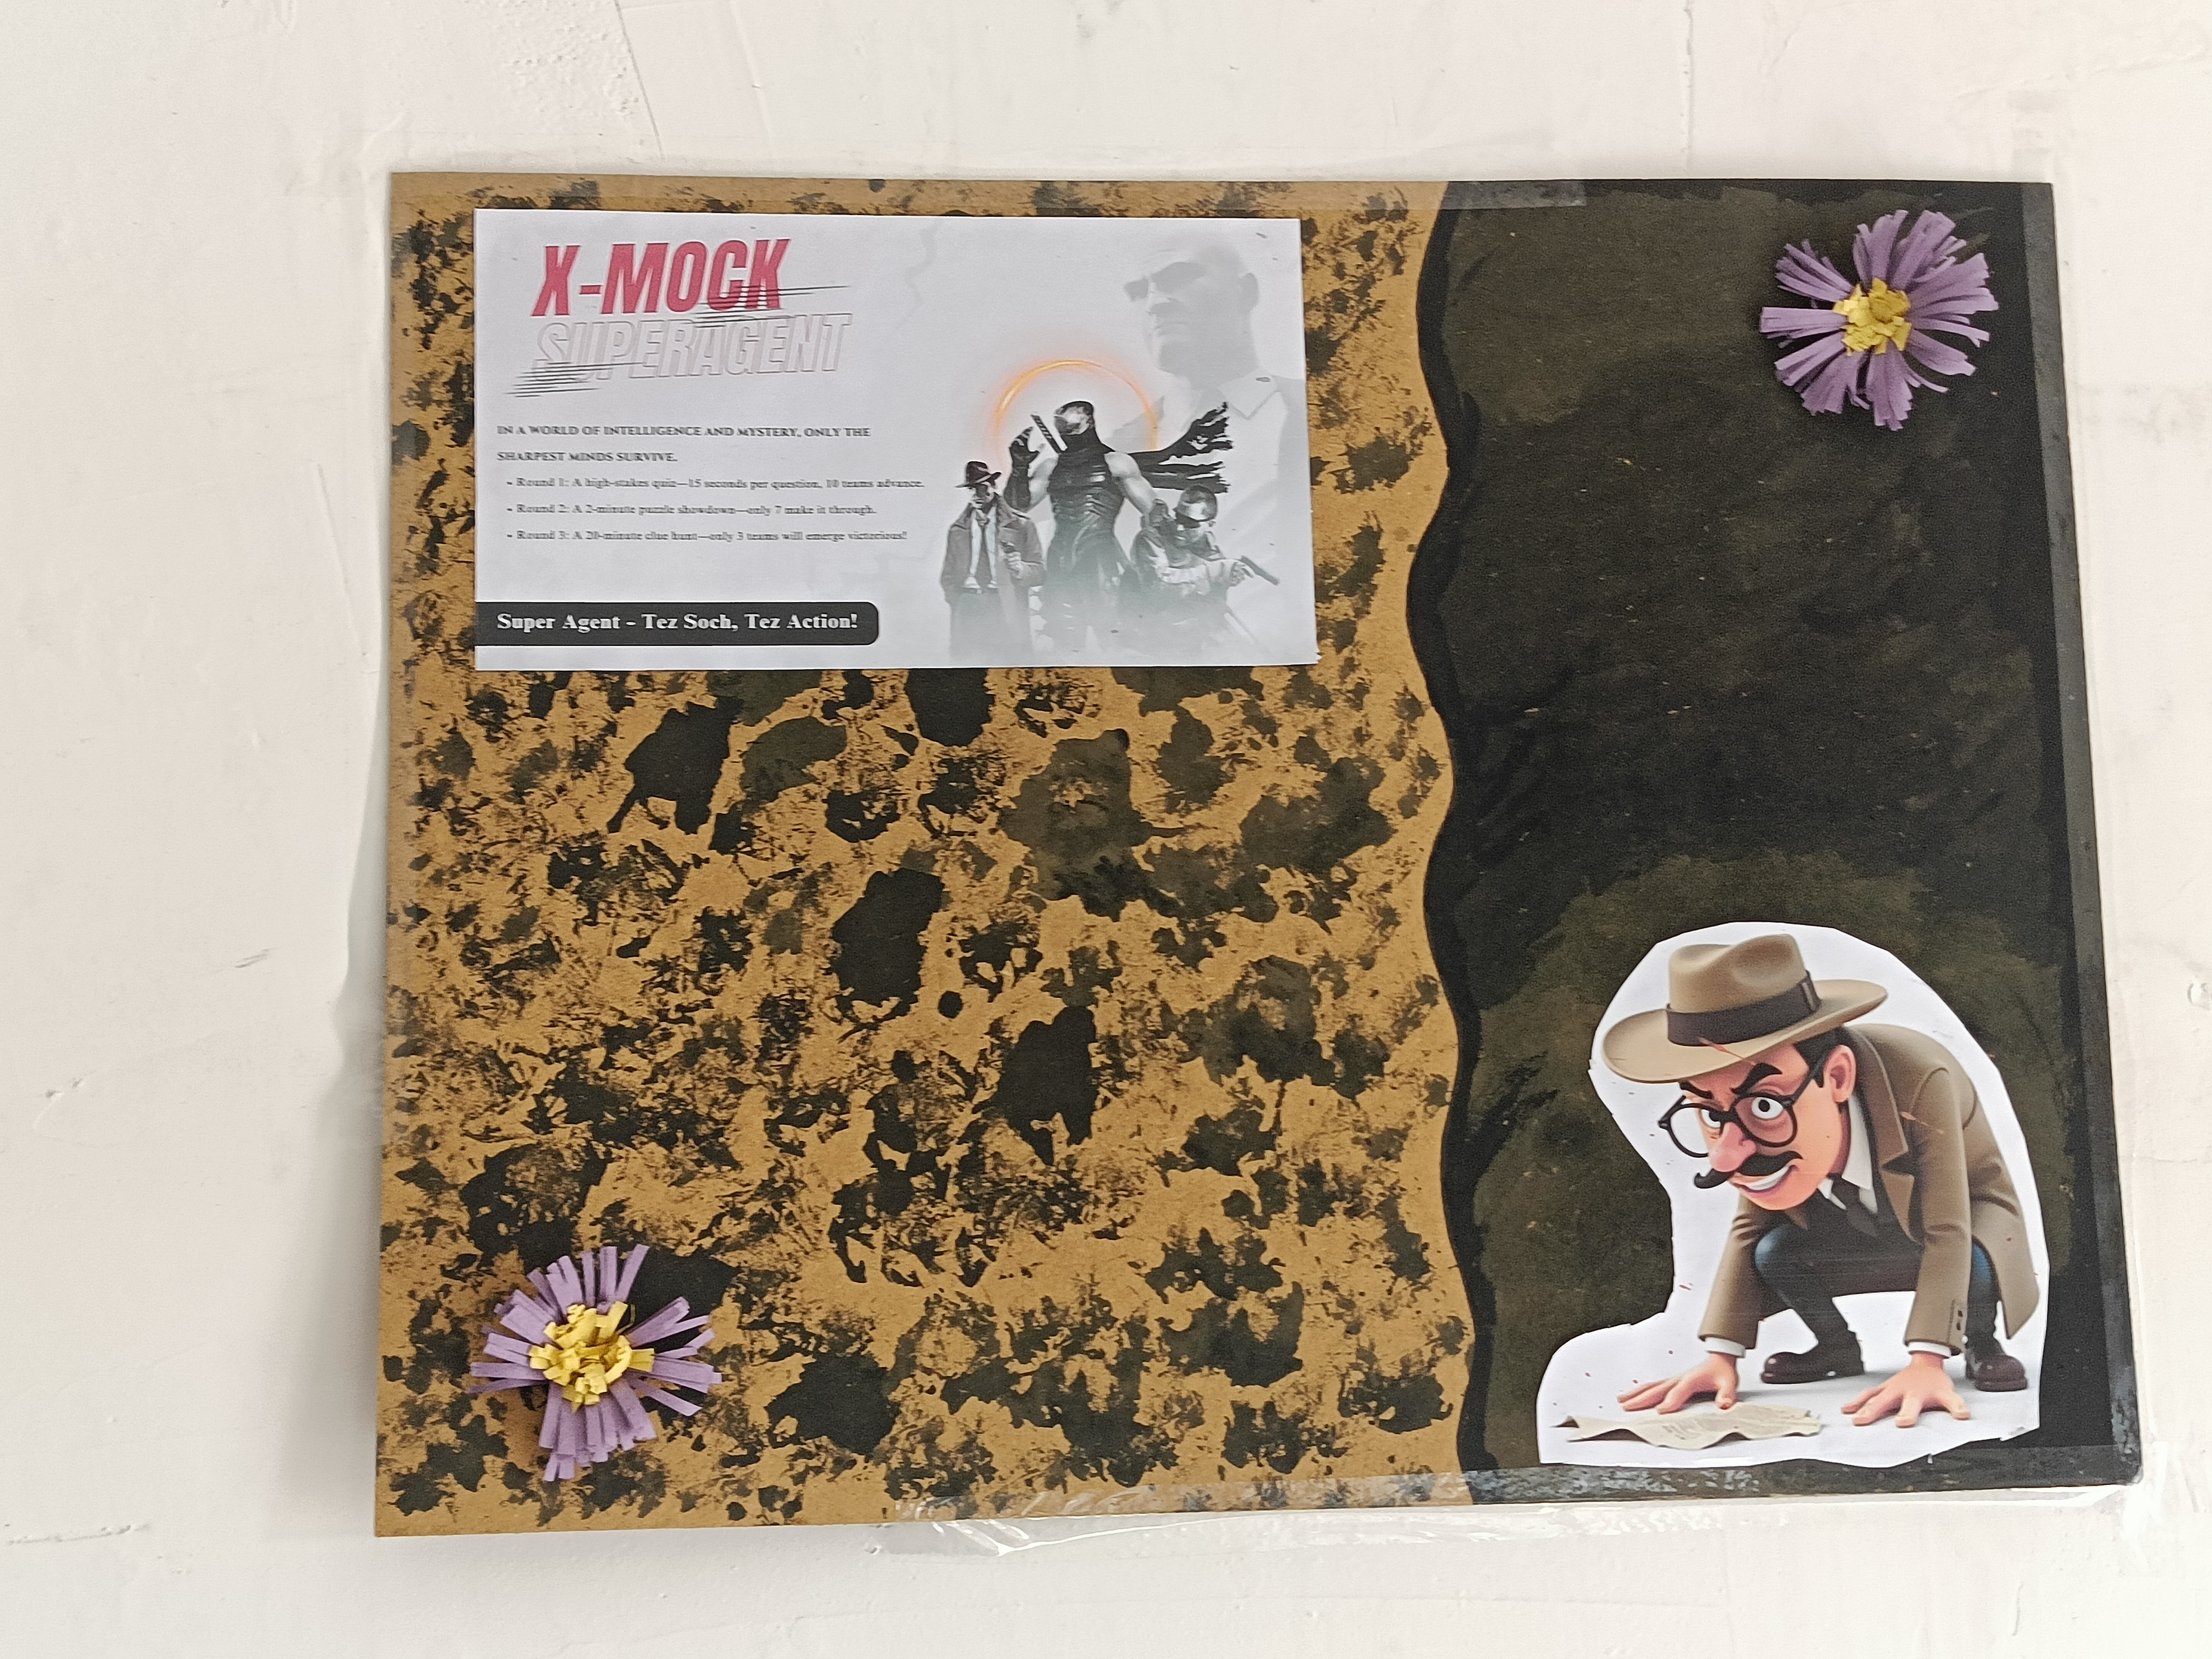 X-MOCK
SUPERAGENT
IN A WORLD OF INTELLIGENCE AND MYSTERY, ONLY THE
SHARPEST MINDS SURVIVE.
- Round 1: A high-stakes quiz—15 seconds per question, 10 teams advance.
- Round 2: A 2-minute puzzle showdown—only 7 make it through.
- Round 3: A 20-minute clue hunt—only 3 teams will emerge victorious!
Super Agent - Tez Soch, Tez Action!